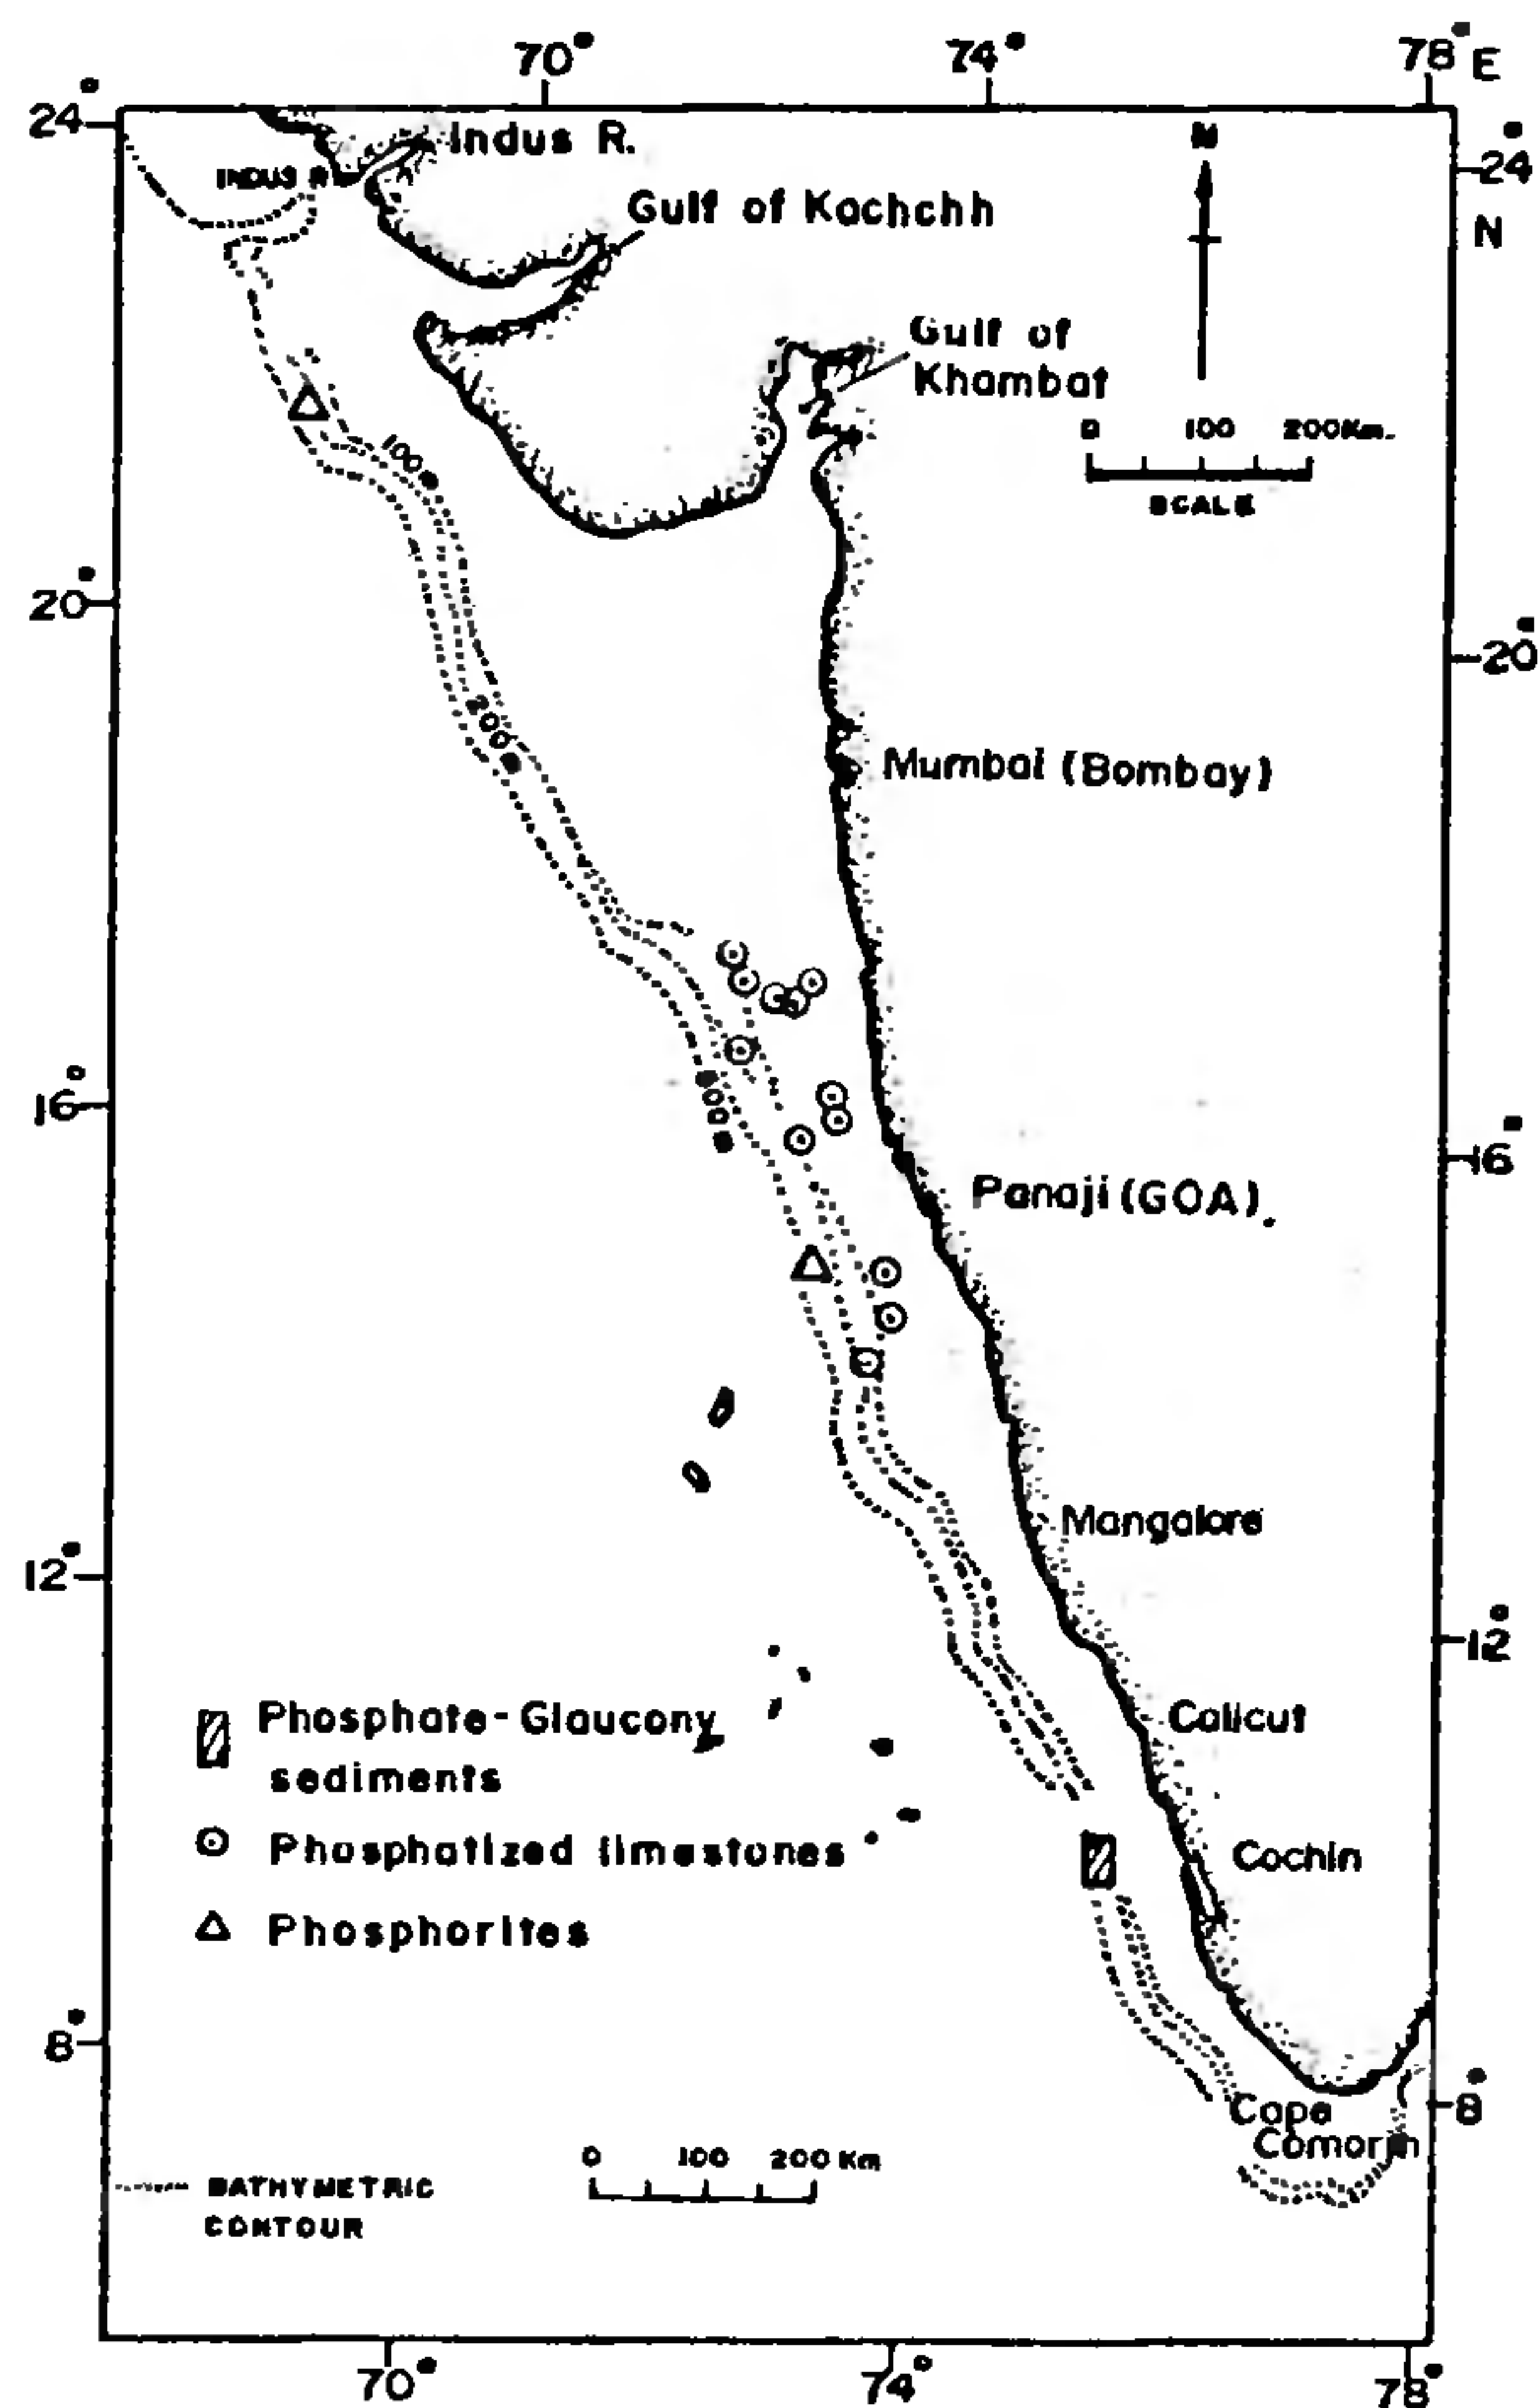 70° 74° 78° E
24°
Indus R.
INDUS R
24°
N
Gulf of Kachchh
N
Gulf of
Khambat
0 100 200Km.
SCALE
100
20°
20°
200
Mumbai (Bombay)
16°
16°
Panaji (GOA).
Mangalore
12°
12°
Phosphate-Glaucony
sediments
Calicut
Phosphatized limestones
Cochin
Phosphorites
8°
8°
Cape
Comorin
0 100 200 Km
BATHYMETRIC
CONTOUR
70° 74° 78°